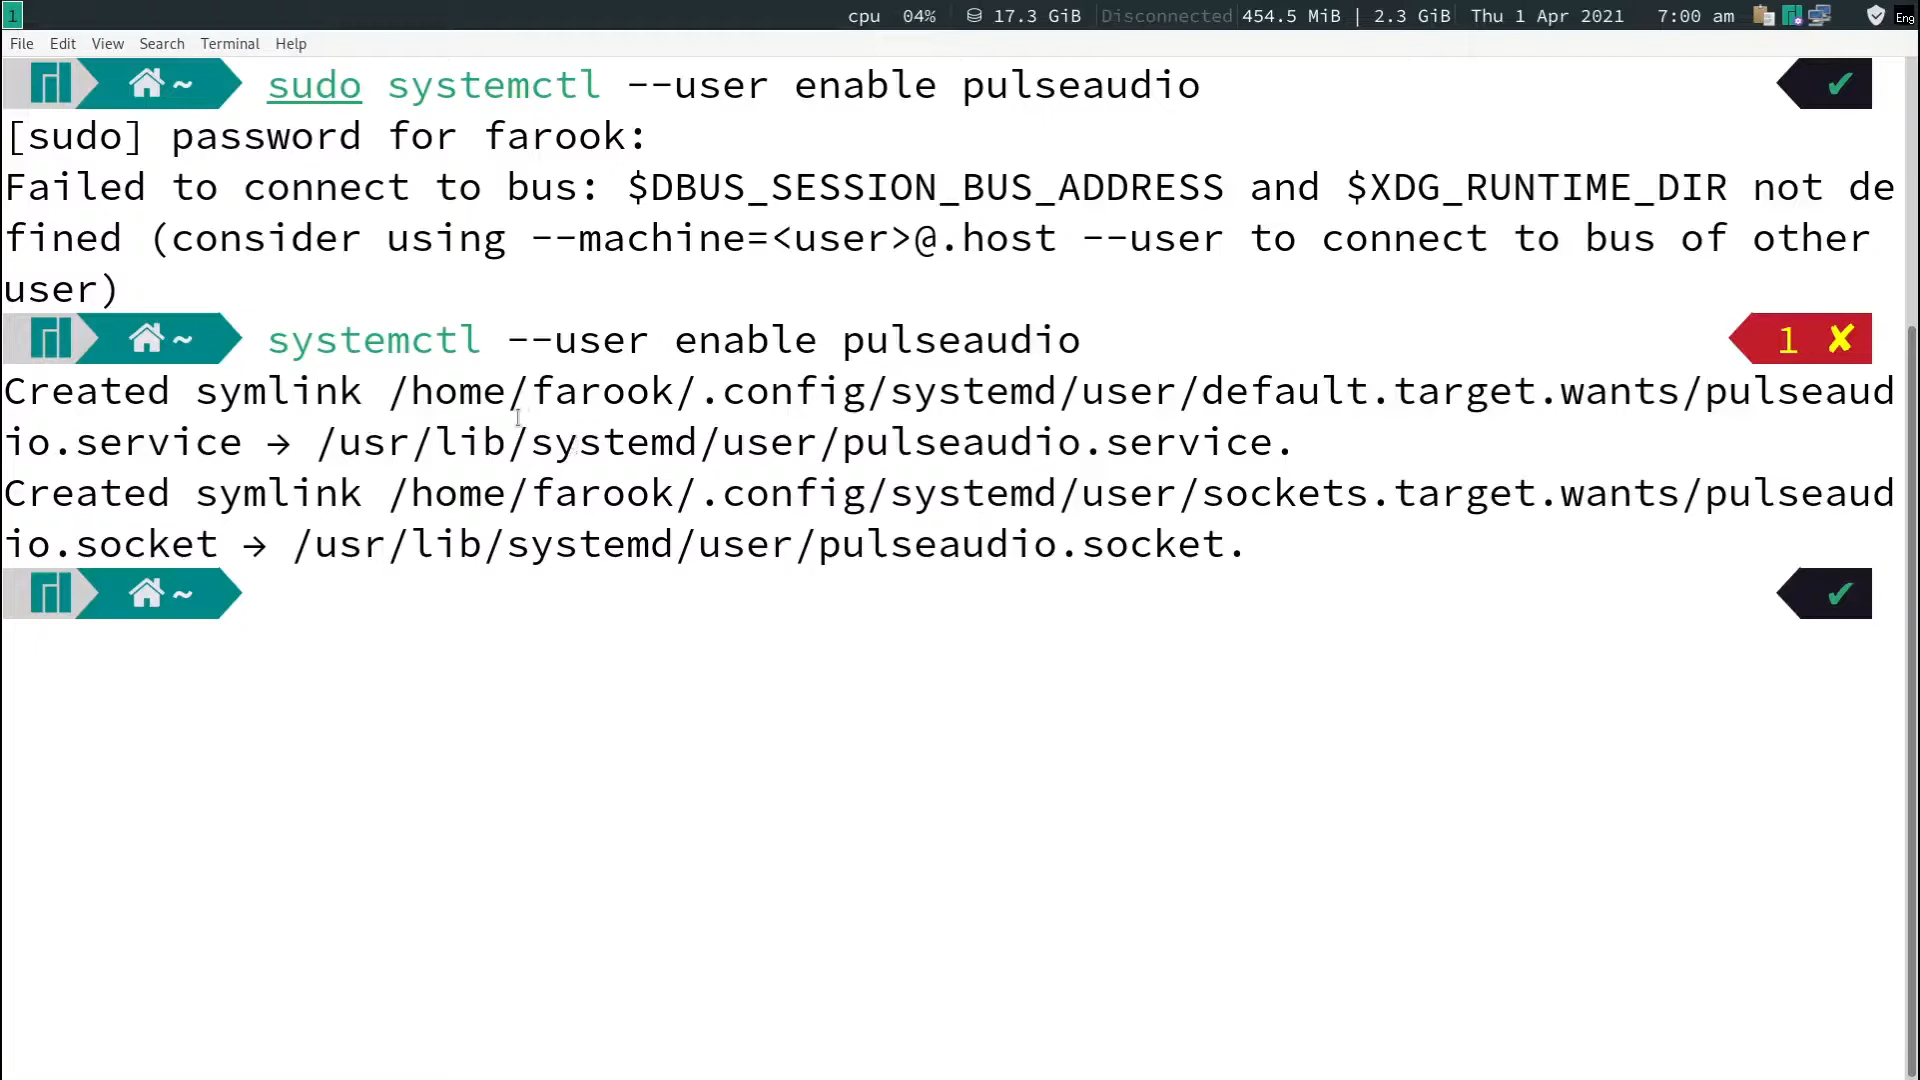 1 cpu 04% 17.3 GiB Disconnected 454.5 MiB | 2.3 GiB Thu 1 Apr 2021 7:00 am Eng
File Edit View Search Terminal Help
~ sudo systemctl --user enable pulseaudio ✔
[sudo] password for farook:
Failed to connect to bus: $DBUS_SESSION_BUS_ADDRESS and $XDG_RUNTIME_DIR not de
fined (consider using --machine=<user>@.host --user to connect to bus of other
user)
~ systemctl --user enable pulseaudio 1 ✘
Created symlink /home/farook/.config/systemd/user/default.target.wants/pulseaud
io.service → /usr/lib/systemd/user/pulseaudio.service.
Created symlink /home/farook/.config/systemd/user/sockets.target.wants/pulseaud
io.socket → /usr/lib/systemd/user/pulseaudio.socket.
~ ✔